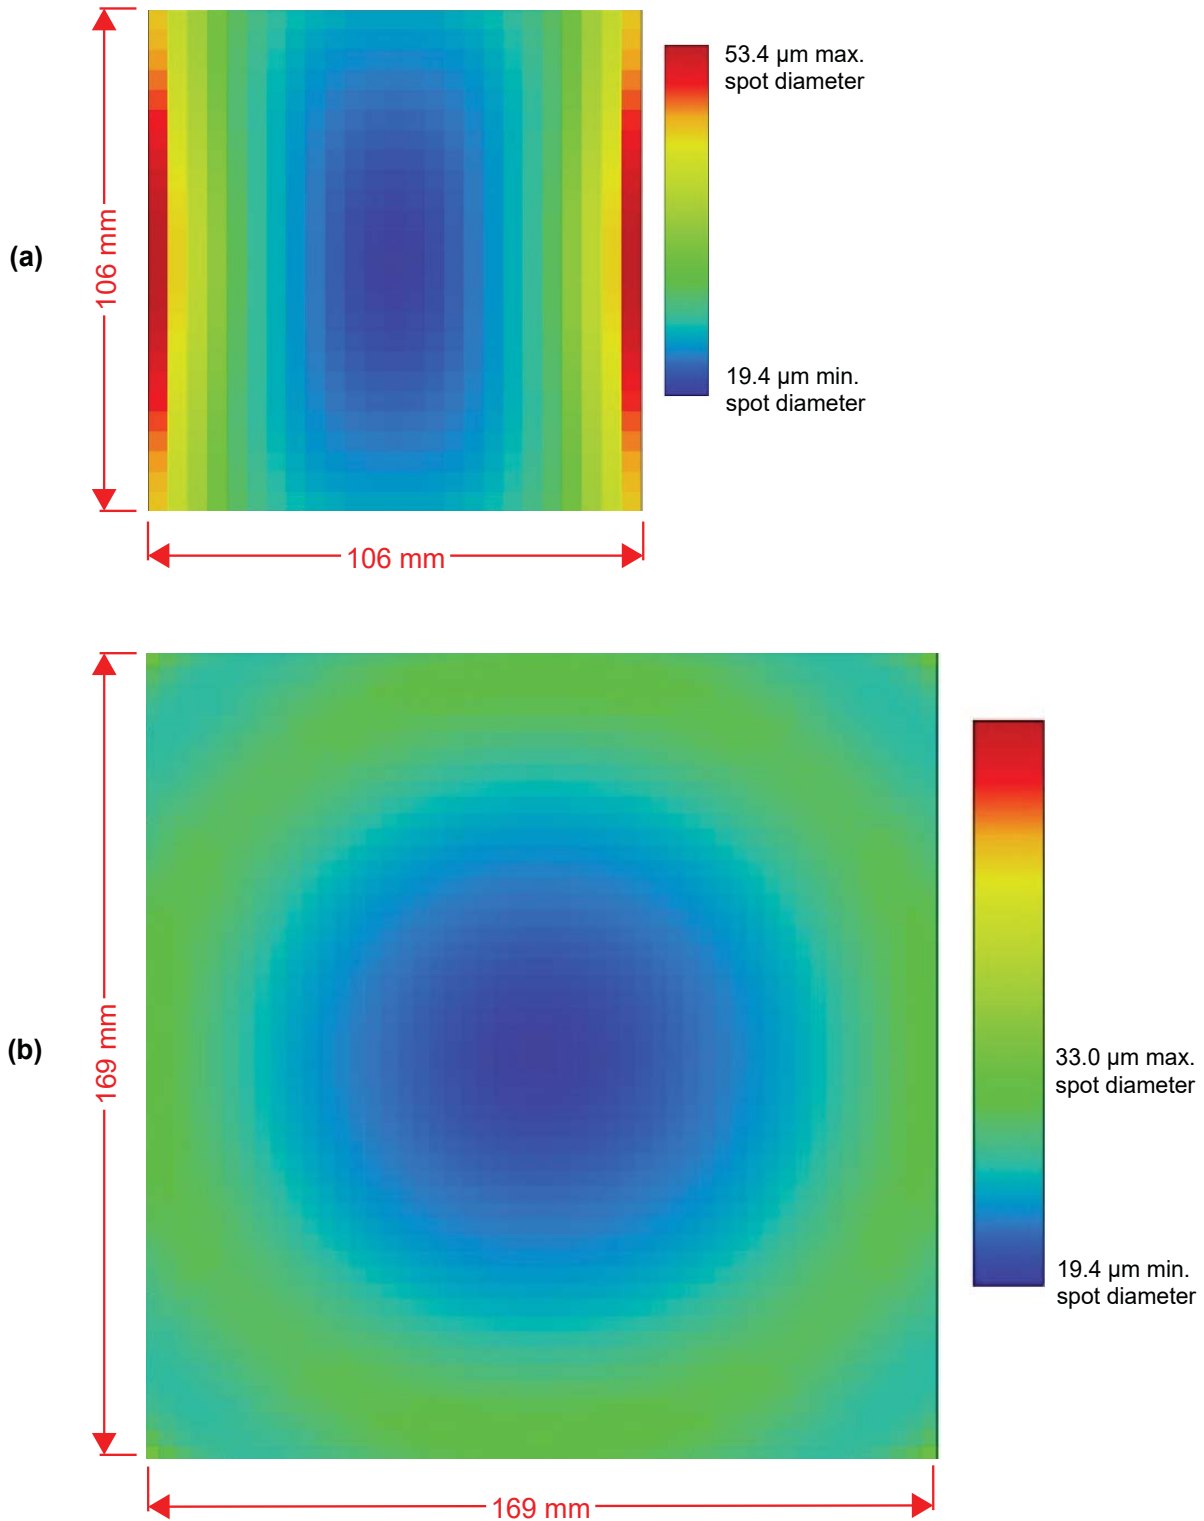 53.4 µm max.
spot diameter
(a)
106 mm
19.4 µm min.
spot diameter
106 mm
(b)
169 mm
33.0 µm max.
spot diameter
19.4 µm min.
spot diameter
169 mm